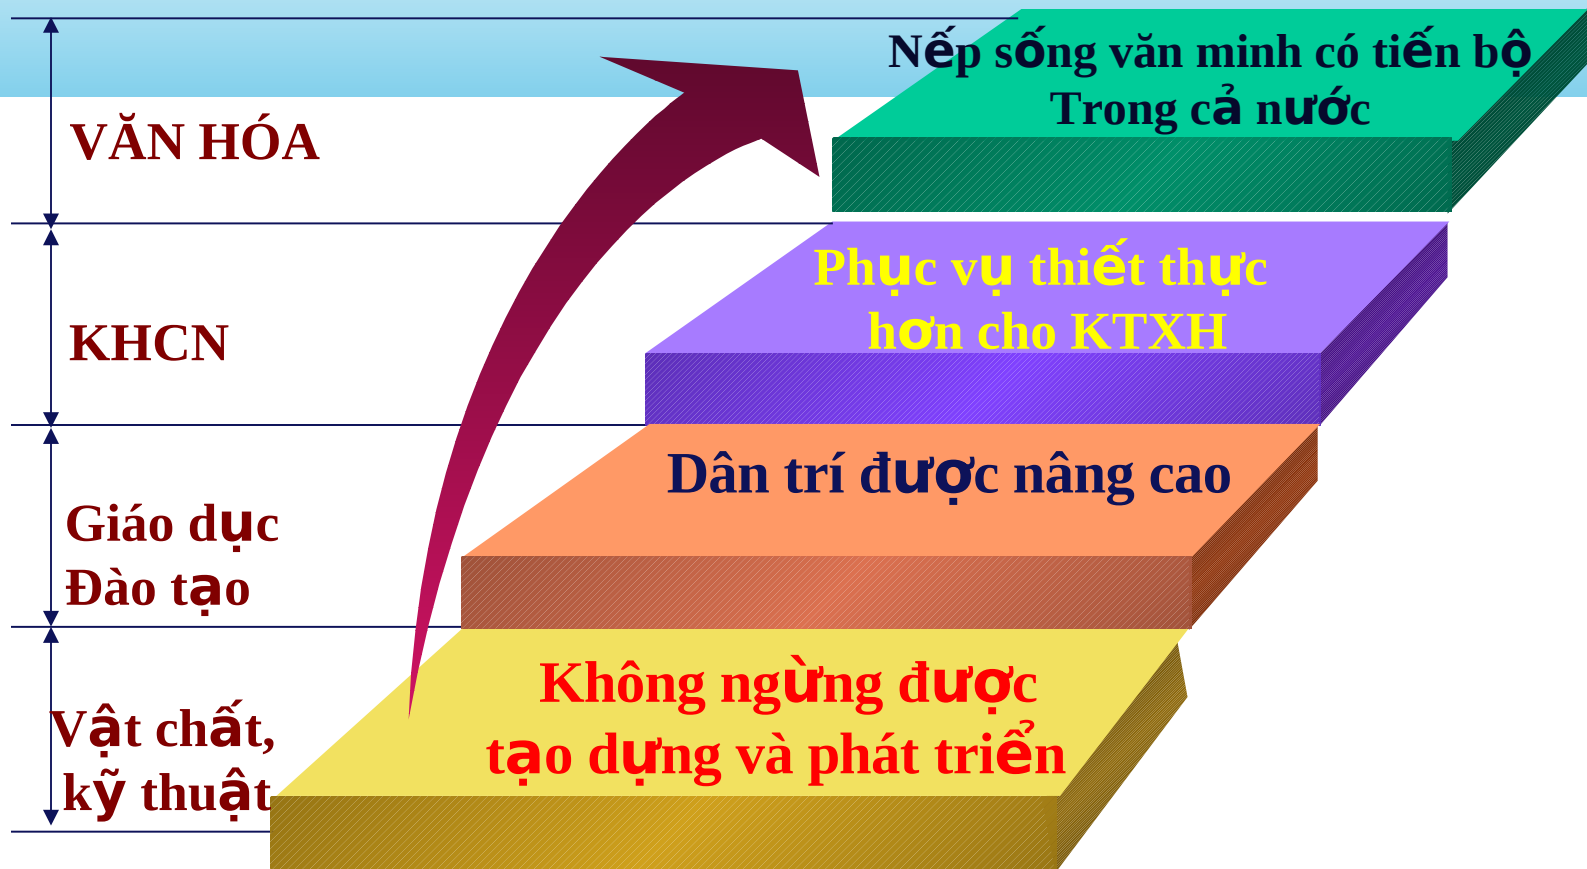 Nếp sống văn minh có tiến bộ
Trong cả nước
VĂN HÓA
Phục vụ thiết thực
hơn cho KTXH
KHCN
Dân trí được nâng cao
Giáo dục
Đào tạo
Không ngừng được
tạo dựng và phát triển
Vật chất,
kỹ thuật